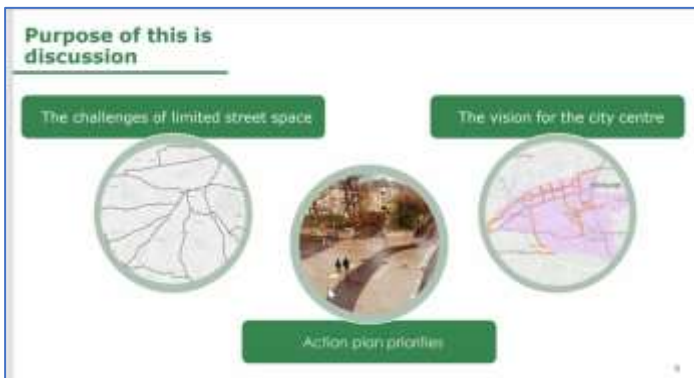 Purpose of this is
discussion
The challenges of limited street space
The vision for the city centre
Action plan priorities